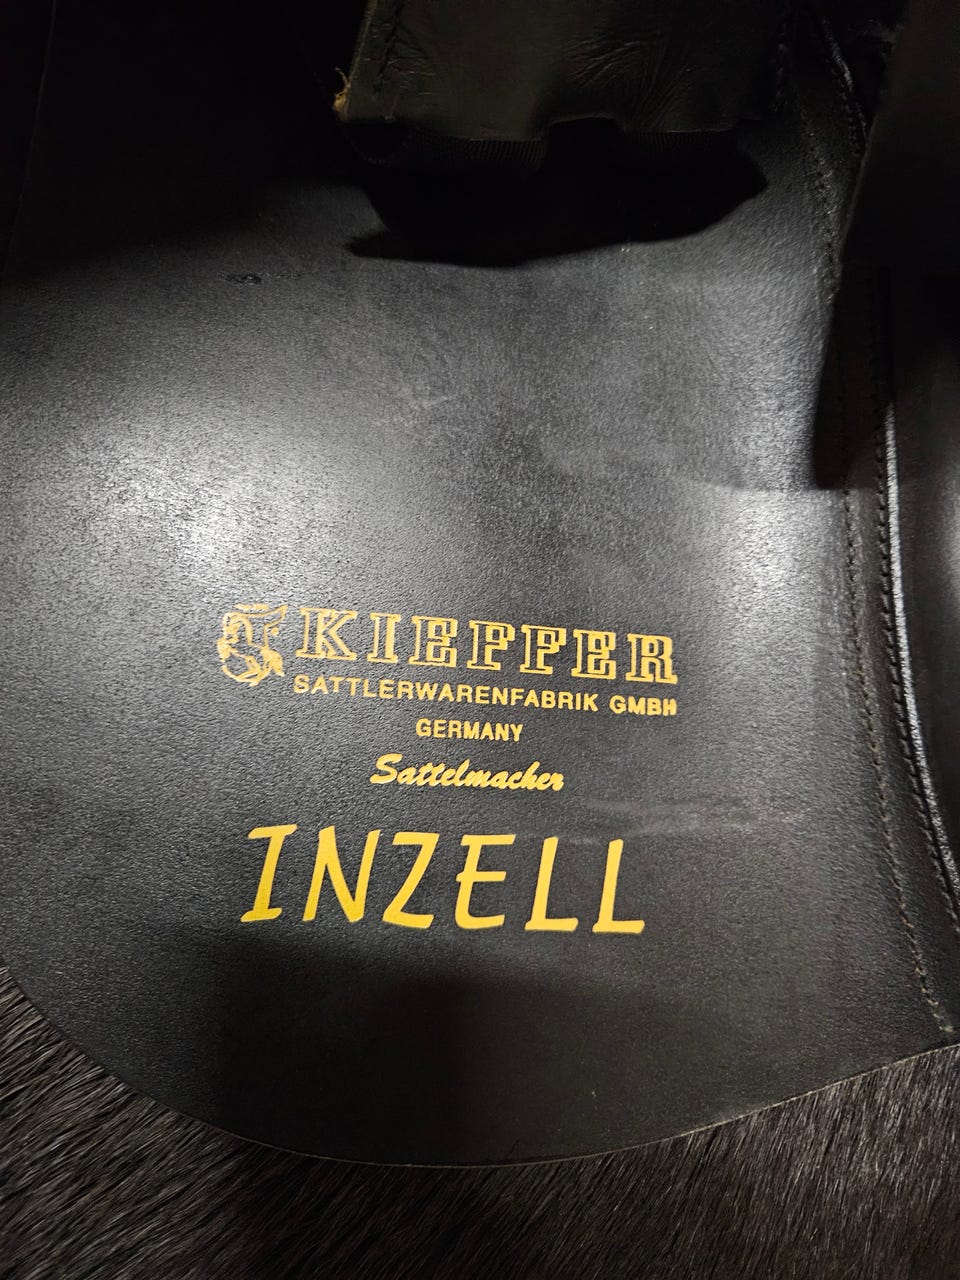 KIEFFER
SATTLERWARENFABRIK GMBH
GERMANY
Sattelmacher
INZELL